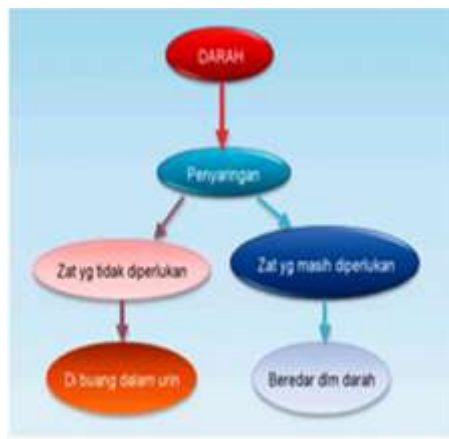 DARAH
Penyaringan
Zat yg tidak diperlukan
Zat yg masih diperlukan
Di buang dalam urin
Beredar dlm darah